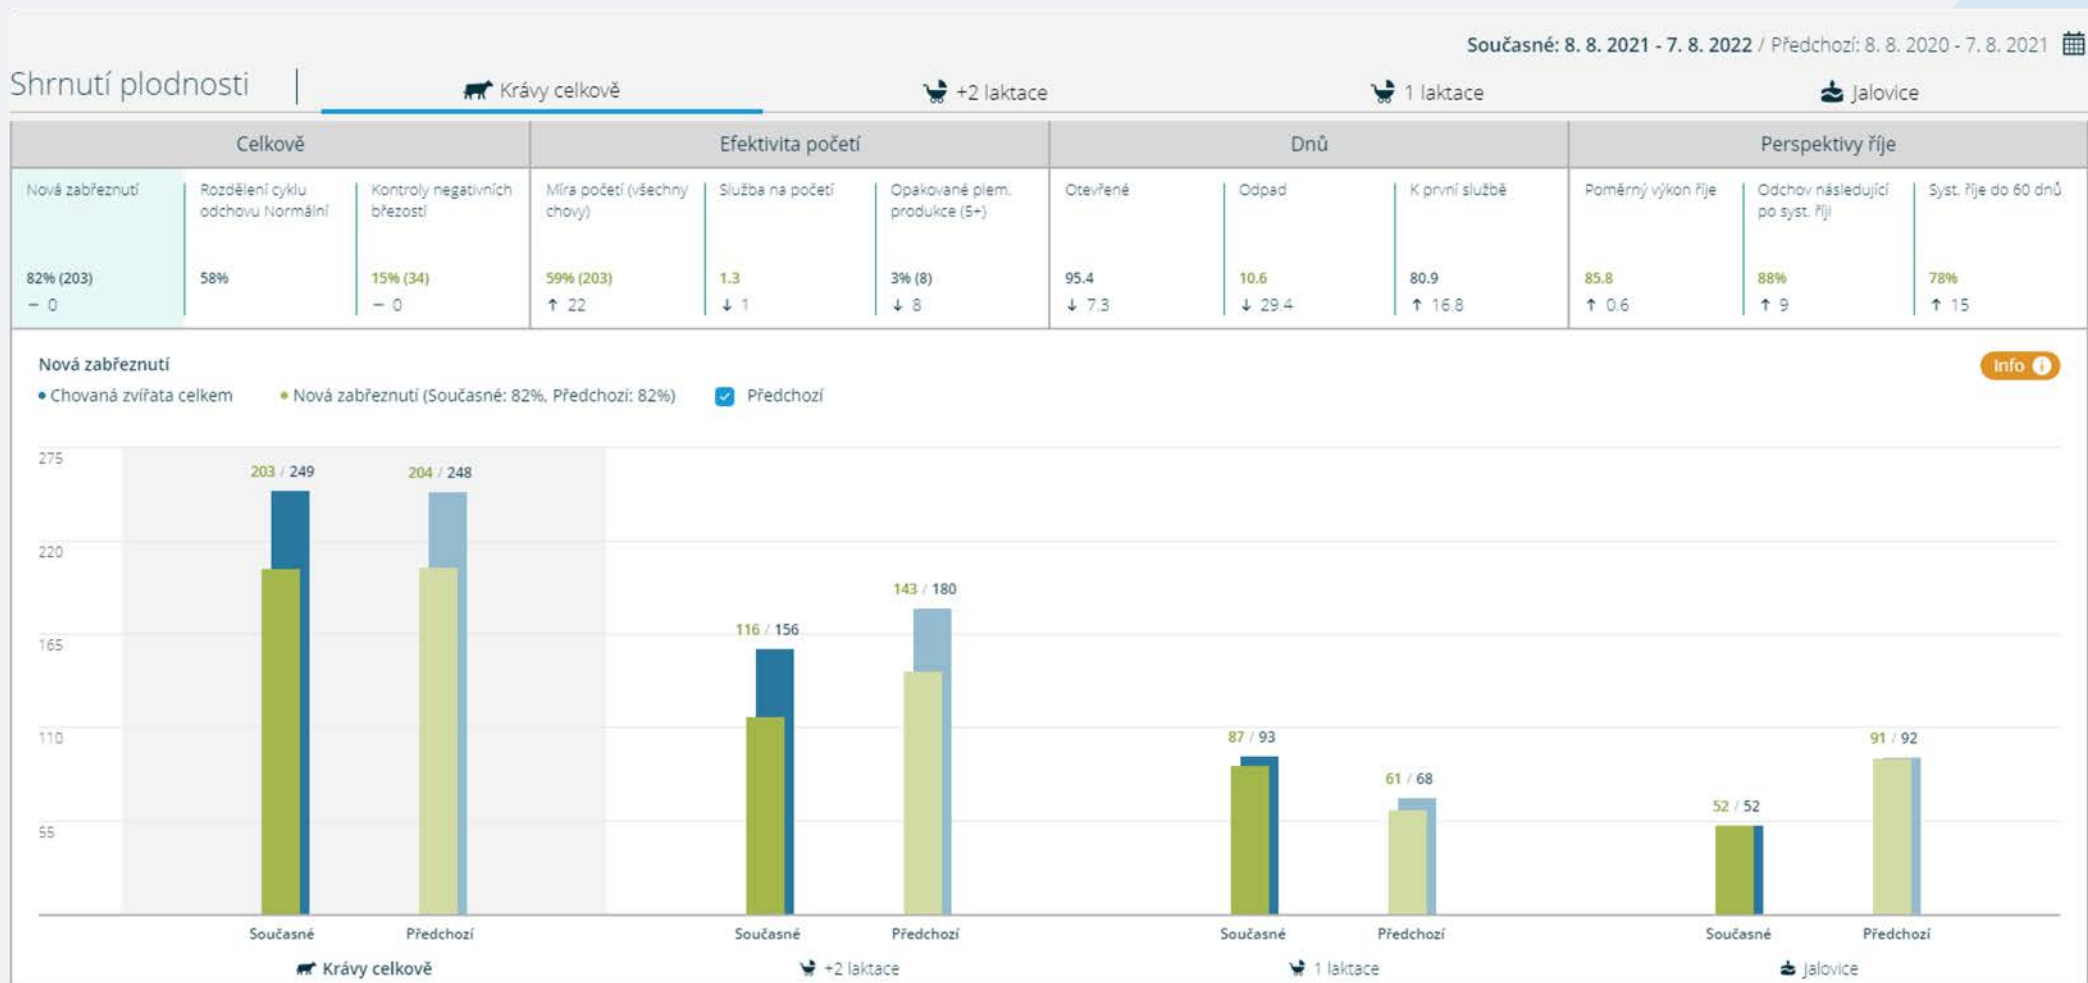 Současné: 8. 8. 2021 - 7. 8. 2022 / Předchozí: 8. 8. 2020 - 7. 8. 2021
Shrnutí plodnosti
Krávy celkově
+2 laktace
1 laktace
Jalovice
Celkově
Efektivita početí
Dnů
Perspektivy říje
Nová zabřeznutí
82% (203)
– 0
Rozdělení cyklu
odchovu Normální
58%
Kontroly negativních
březostí
15% (34)
– 0
Míra početí (všechny
chovy)
59% (203)
↑ 22
Služba na početí
1.3
↓ 1
Opakované plem.
produkce (5+)
3% (8)
↓ 8
Otevřené
95.4
↓ 7.3
Odpad
10.6
↓ 29.4
K první službě
80.9
↑ 16.8
Poměrný výkon říje
85.8
↑ 0.6
Odchov následující
po syst. říji
88%
↑ 9
Syst. říje do 60 dnů
78%
↑ 15
Nová zabřeznutí
Info
• Chovaná zvířata celkem • Nová zabřeznutí (Současné: 82%, Předchozí: 82%) Předchozí
275
220
165
110
55
203 / 249
204 / 248
116 / 156
143 / 180
87 / 93
61 / 68
52 / 52
91 / 92
Současné Předchozí Současné Předchozí Současné Předchozí Současné Předchozí
Krávy celkově +2 laktace 1 laktace Jalovice